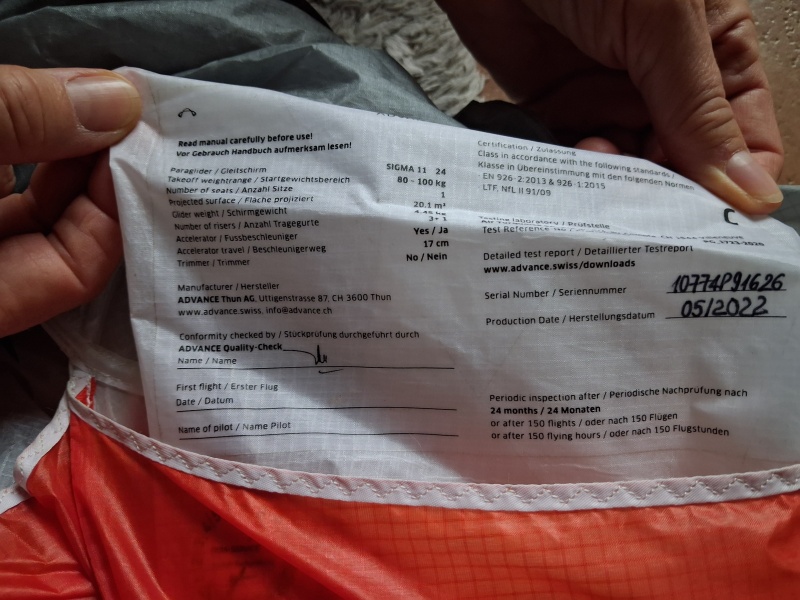 Read manual carefully before use!
Vor Gebrauch Handbuch aufmerksam lesen!
Paraglider / Gleitschirm SIGMA 11 24
Takeoff weightrange / Startgewichtsbereich 80 - 100 kg
Number of seats / Anzahl Sitze 1
Projected surface / Fläche projiziert 20.1 m²
Glider weight / Schirmgewicht 4.45 kg
Number of risers / Anzahl Tragegurte 3+1
Accelerator / Fussbeschleuniger Yes / Ja
Accelerator travel / Beschleunigerweg 17 cm
Trimmer / Trimmer No / Nein
Manufacturer / Hersteller
ADVANCE Thun AG, Uttigenstrasse 87, CH 3600 Thun
www.advance.swiss, info@advance.ch
Conformity checked by / Stückprüfung durchgeführt durch
ADVANCE Quality-Check
Name / Name
First flight / Erster Flug
Date / Datum
Name of pilot / Name Pilot
Certification / Zulassung
Class in accordance with the following standards /
Klasse in Übereinstimmung mit den folgenden Normen
- EN 926-2:2013 & 926-1:2015
- LTF, NfL II 91/09
C
Testing laboratory / Prüfstelle
Test Reference
Detailed test report / Detaillierter Testreport
www.advance.swiss/downloads
Serial Number / Seriennummer 10774P91626
Production Date / Herstellungsdatum 05/2022
Periodic inspection after / Periodische Nachprüfung nach
24 months / 24 Monaten
or after 150 flights / oder nach 150 Flügen
or after 150 flying hours / oder nach 150 Flugstunden